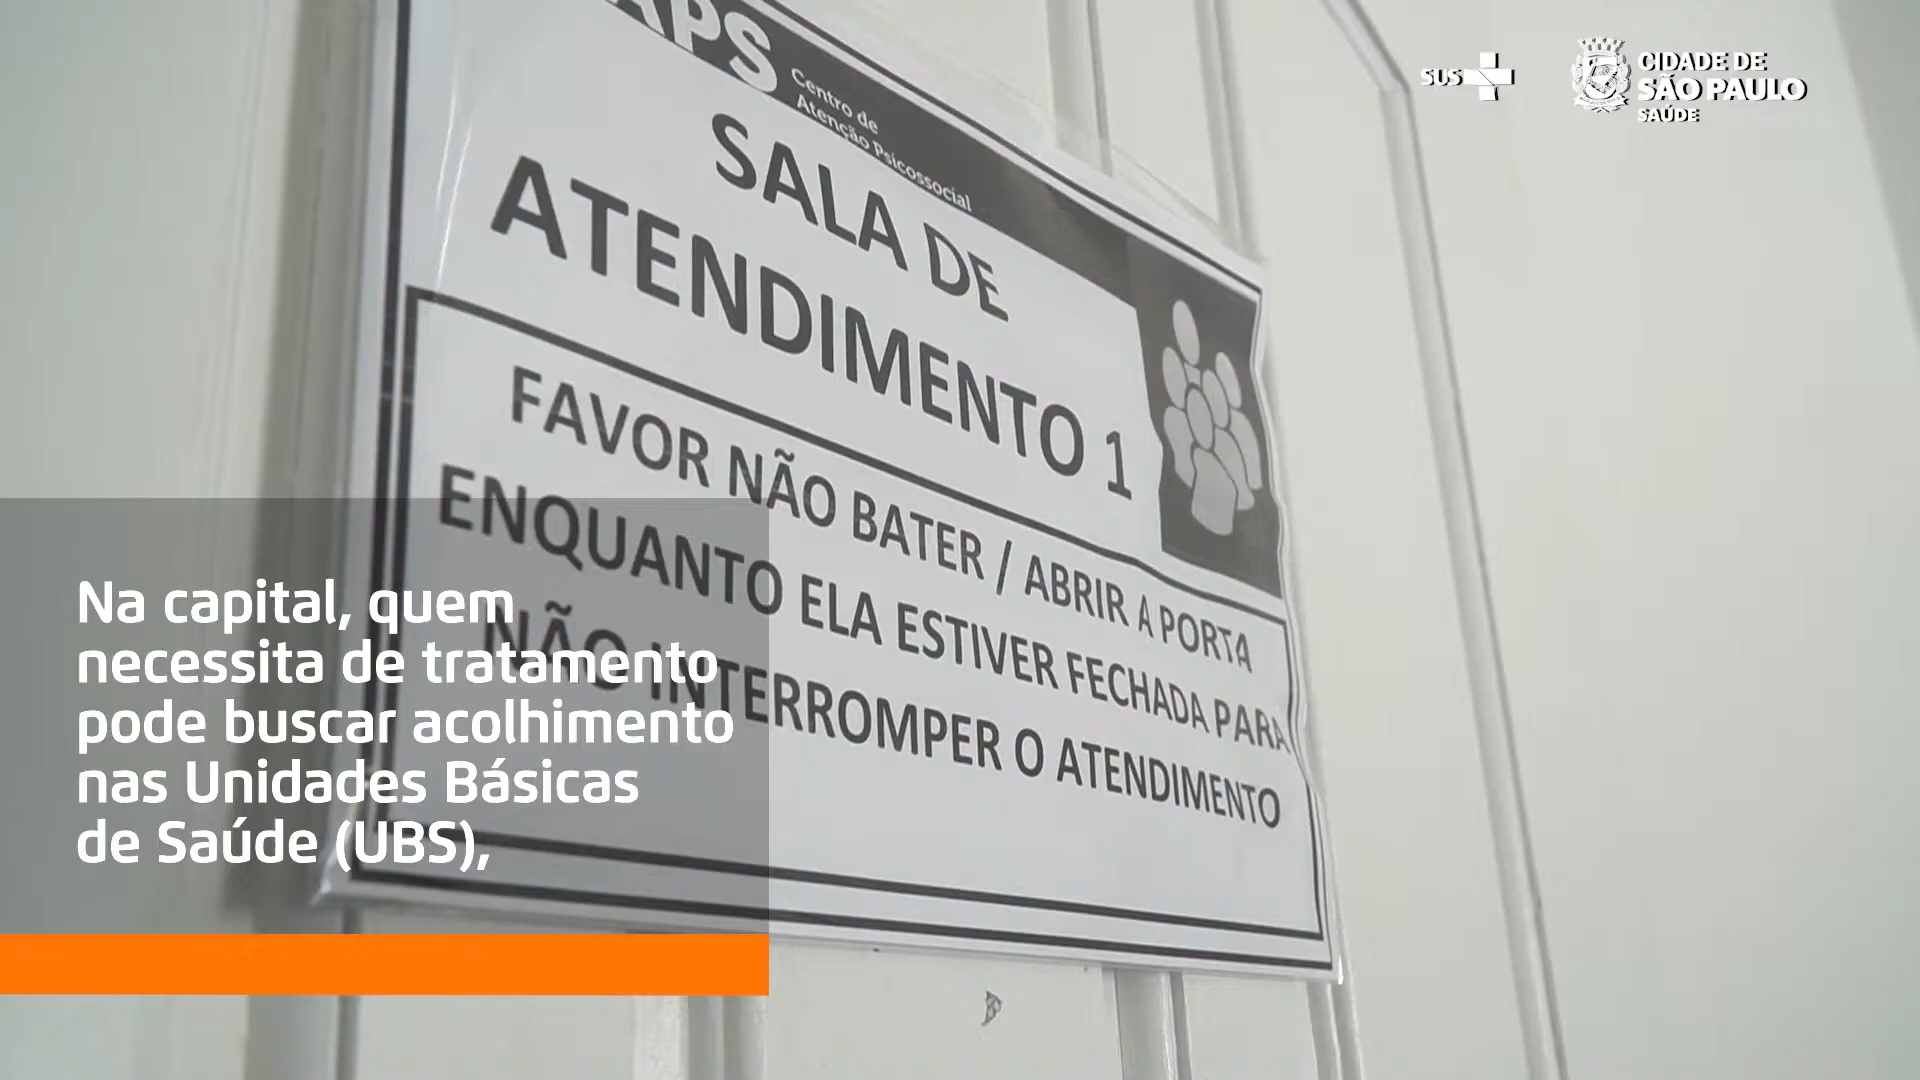 APS
Centro de
Atenção Psicossocial
SALA DE
ATENDIMENTO 1
FAVOR NÃO BATER / ABRIR A PORTA
ENQUANTO ELA ESTIVER FECHADA PARA
NÃO INTERROMPER O ATENDIMENTO
SUS
CIDADE DE
SÃO PAULO
SAÚDE
Na capital, quem
necessita de tratamento
pode buscar acolhimento
nas Unidades Básicas
de Saúde (UBS),